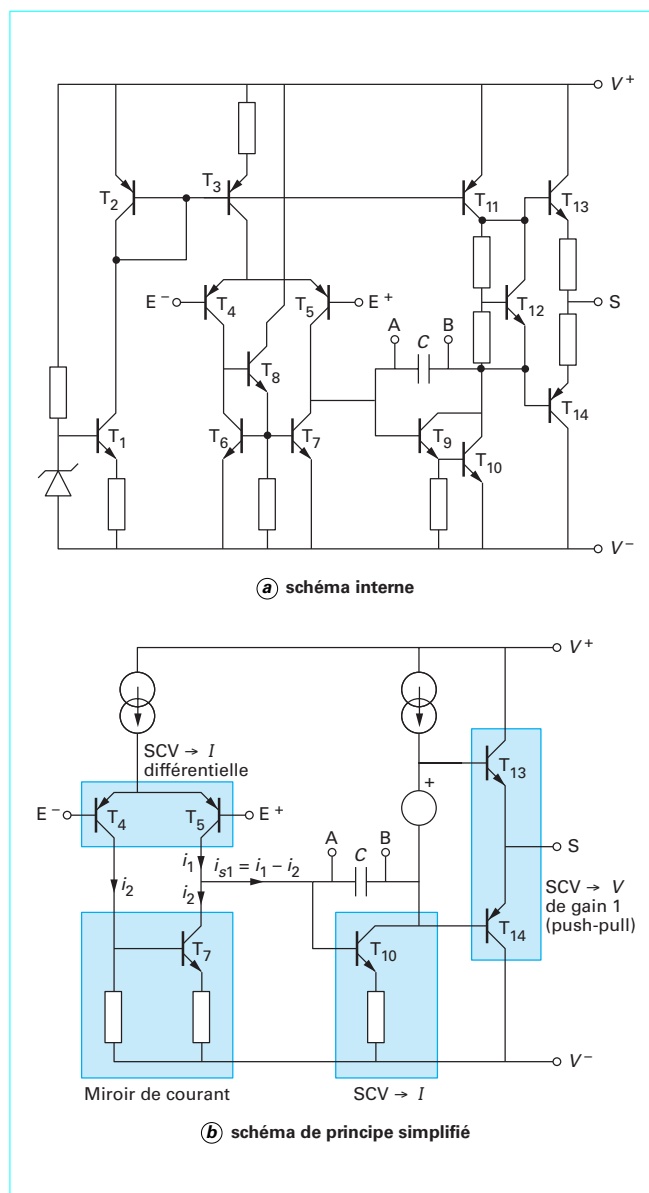 V+
T2
T3
T11
T13
E−
T4
T5
E+
A
C
B
T12
S
T8
T1
T6
T7
T9
T10
T14
V−
a schéma interne
V+
SCV → I
différentielle
T13
+
E−
T4
T5
E+
A
C
B
S
i1
is1 = i1 − i2
i2
i2
SCV → V
de gain 1
(push-pull)
T7
T10
T14
V−
Miroir de courant
SCV → I
b schéma de principe simplifié